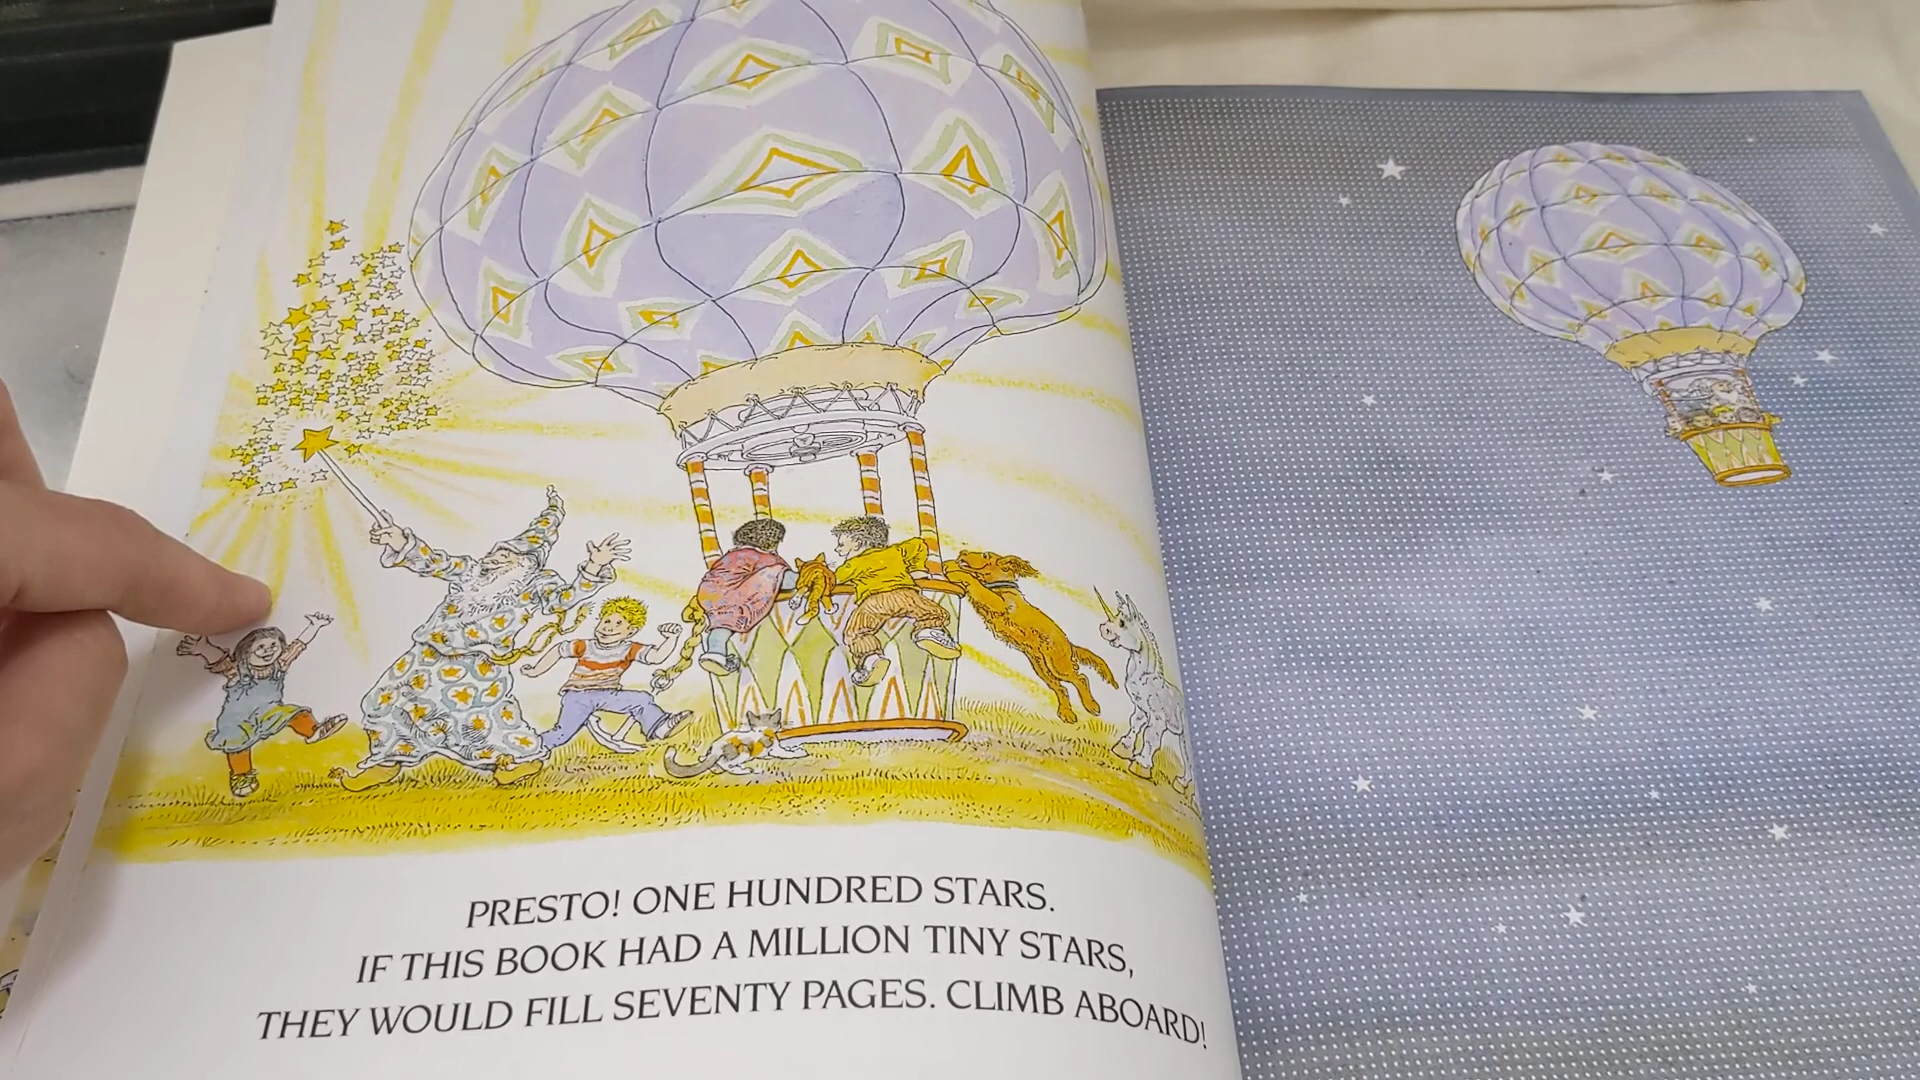 PRESTO! ONE HUNDRED STARS.
IF THIS BOOK HAD A MILLION TINY STARS,
THEY WOULD FILL SEVENTY PAGES. CLIMB ABOARD!